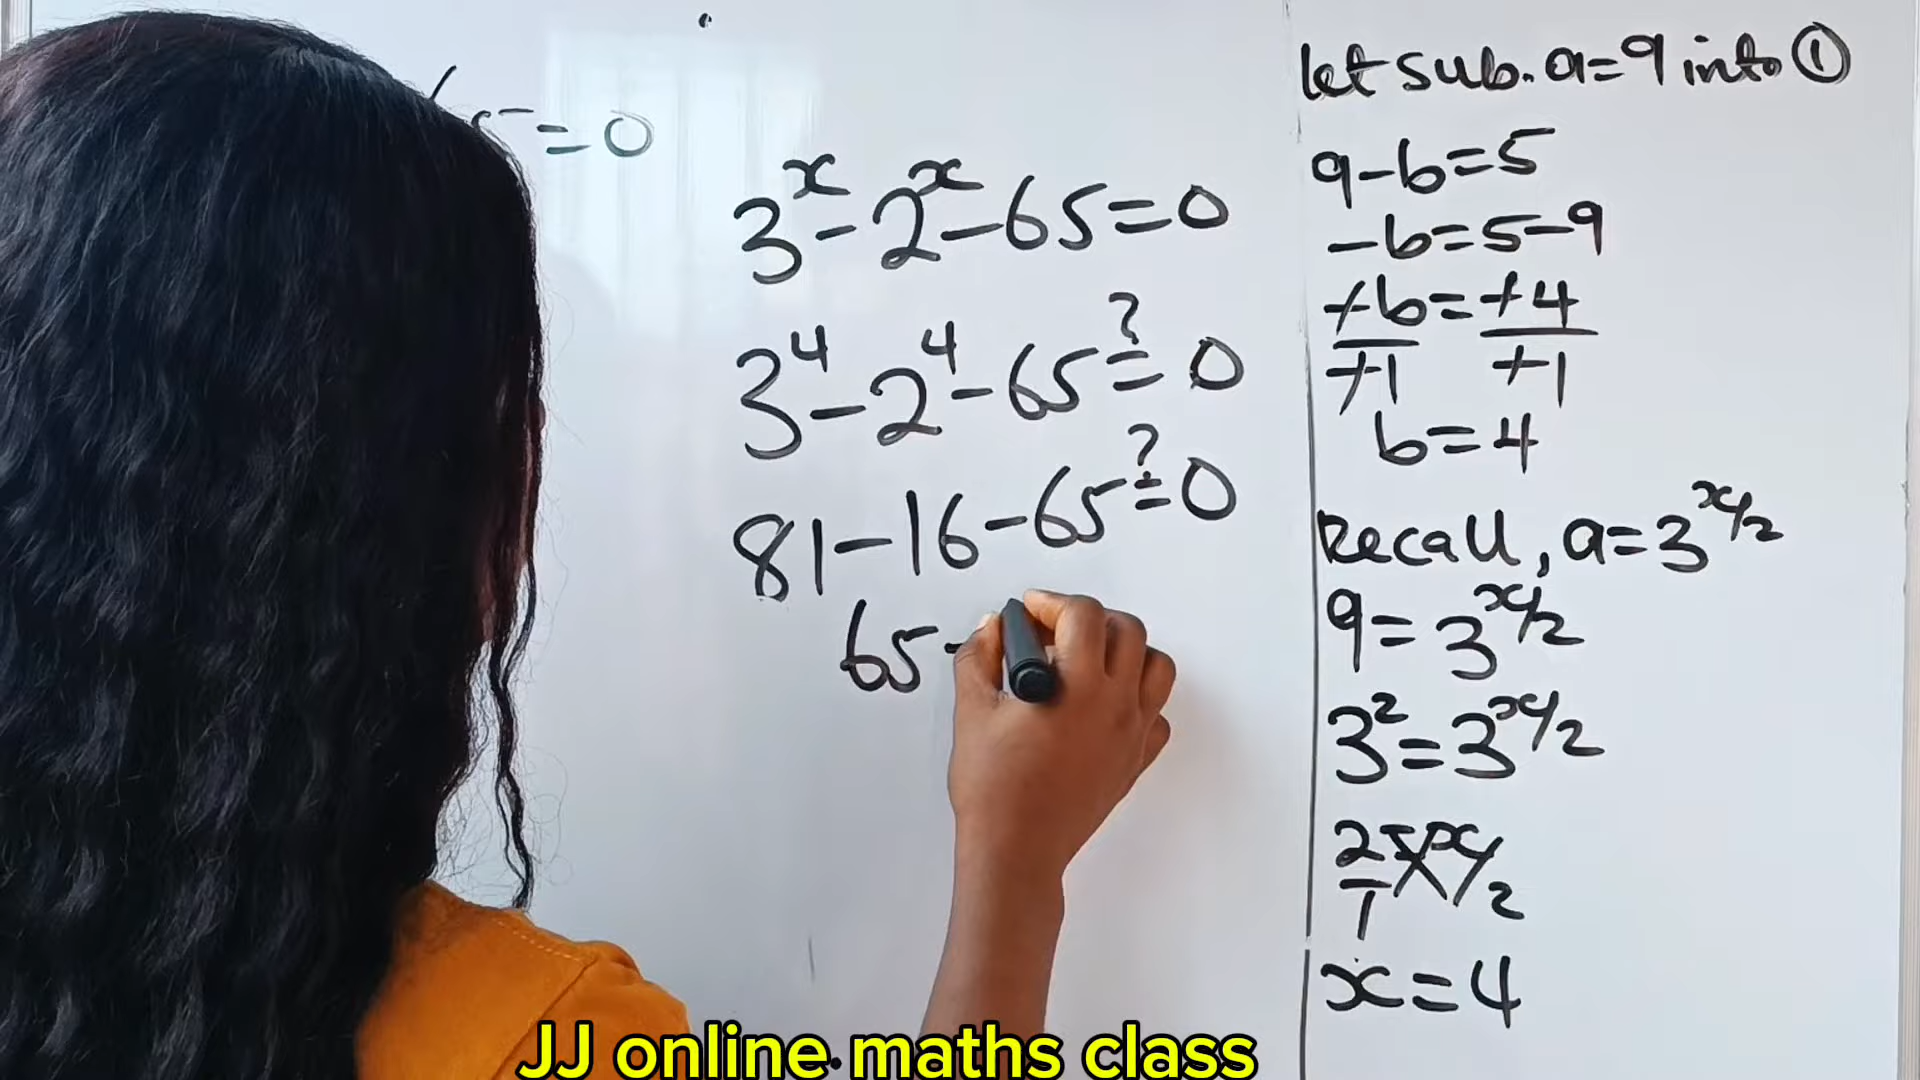 5=0
3^x-2^x-65=0
3^4-2^4-65?=0
81-16-65?=0
65-
let sub. a=9 into ①
9-b=5
-b=5-9
-b=-4
-1 -1
b=4
Recall, a=3^x/2
9=3^x/2
3^2=3^x/2
2/1=x/2
x=4
JJ online maths class